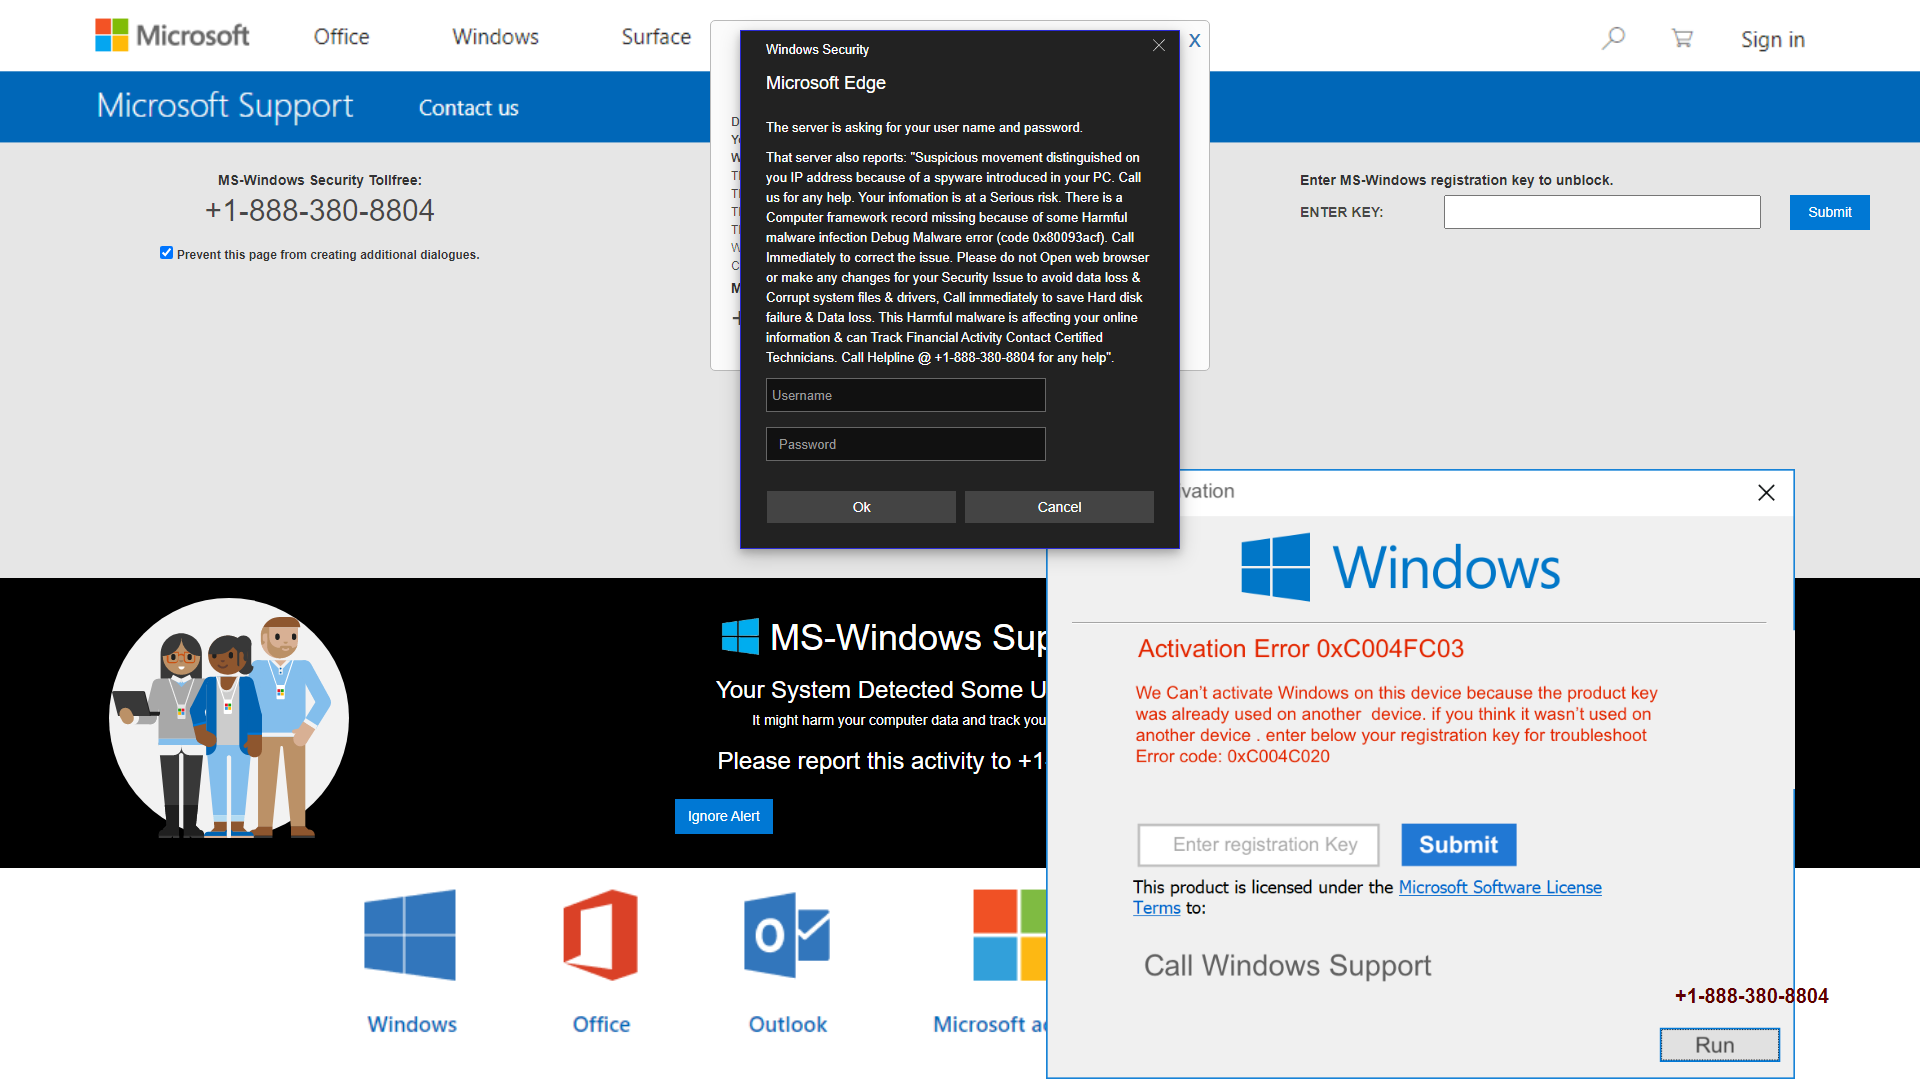 Microsoft
Office
Windows
Surface
Sign in
Microsoft Support
Contact us
MS-Windows Security Tollfree:
+1-888-380-8804
Prevent this page from creating additional dialogues.
X
Windows Security
Microsoft Edge
The server is asking for your user name and password.
That server also reports: "Suspicious movement distinguished on
you IP address because of a spyware introduced in your PC. Call
us for any help. Your infomation is at a Serious risk. There is a
Computer framework record missing because of some Harmful
malware infection Debug Malware error (code 0x80093acf). Call
Immediately to correct the issue. Please do not Open web browser
or make any changes for your Security Issue to avoid data loss &
Corrupt system files & drivers, Call immediately to save Hard disk
failure & Data loss. This Harmful malware is affecting your online
information & can Track Financial Activity Contact Certified
Technicians. Call Helpline @ +1-888-380-8804 for any help".
Username
Password
Ok
Cancel
Enter MS-Windows registration key to unblock.
ENTER KEY:
Submit
MS-Windows Sup
Your System Detected Some U
It might harm your computer data and track you
Please report this activity to +1-
Ignore Alert
vation
Windows
Activation Error 0xC004FC03
We Can't activate Windows on this device because the product key
was already used on another device. if you think it wasn't used on
another device . enter below your registration key for troubleshoot
Error code: 0xC004C020
Enter registration Key
Submit
This product is licensed under the Microsoft Software License
Terms to:
Call Windows Support
+1-888-380-8804
Run
Windows
Office
Outlook
Microsoft ac